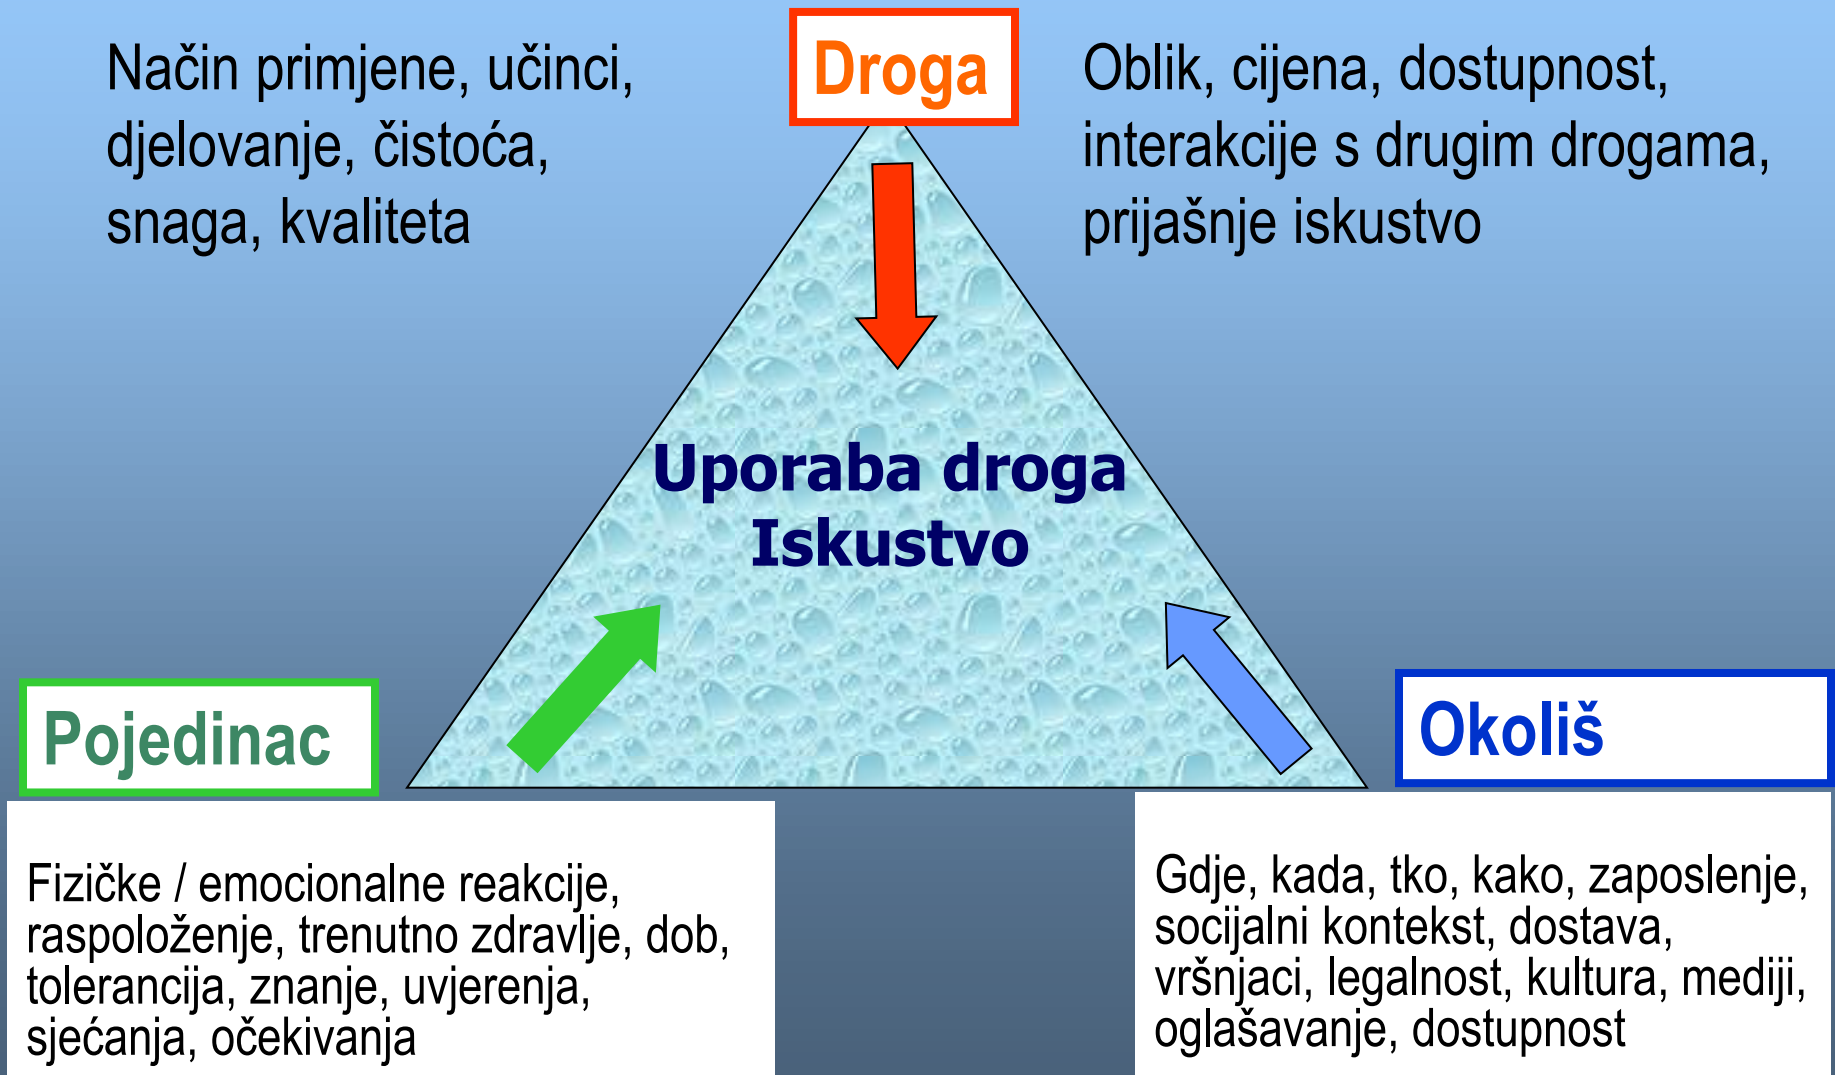 Način primjene, učinci,
djelovanje, čistoća,
snaga, kvaliteta
Droga
Oblik, cijena, dostupnost,
interakcije s drugim drogama,
prijašnje iskustvo
Uporaba droga
Iskustvo
Pojedinac
Fizičke / emocionalne reakcije,
raspoloženje, trenutno zdravlje, dob,
tolerancija, znanje, uvjerenja,
sjećanja, očekivanja
Okoliš
Gdje, kada, tko, kako, zaposlenje,
socijalni kontekst, dostava,
vršnjaci, legalnost, kultura, mediji,
oglašavanje, dostupnost